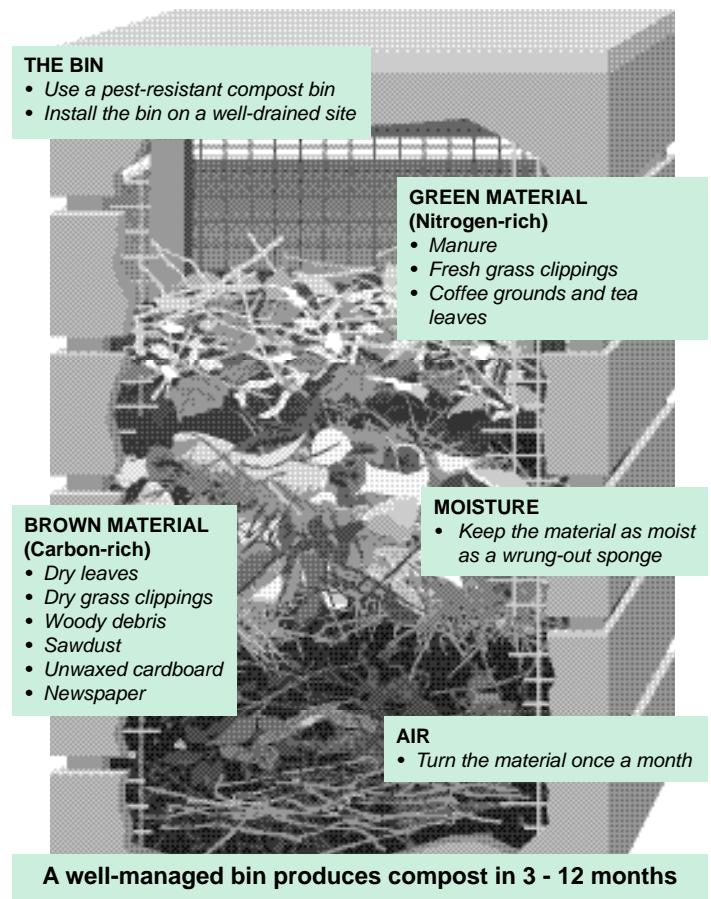 THE BIN
• Use a pest-resistant compost bin
• Install the bin on a well-drained site
GREEN MATERIAL
(Nitrogen-rich)
• Manure
• Fresh grass clippings
• Coffee grounds and tea
leaves
MOISTURE
• Keep the material as moist
as a wrung-out sponge
BROWN MATERIAL
(Carbon-rich)
• Dry leaves
• Dry grass clippings
• Woody debris
• Sawdust
• Unwaxed cardboard
• Newspaper
AIR
• Turn the material once a month
A well-managed bin produces compost in 3 - 12 months